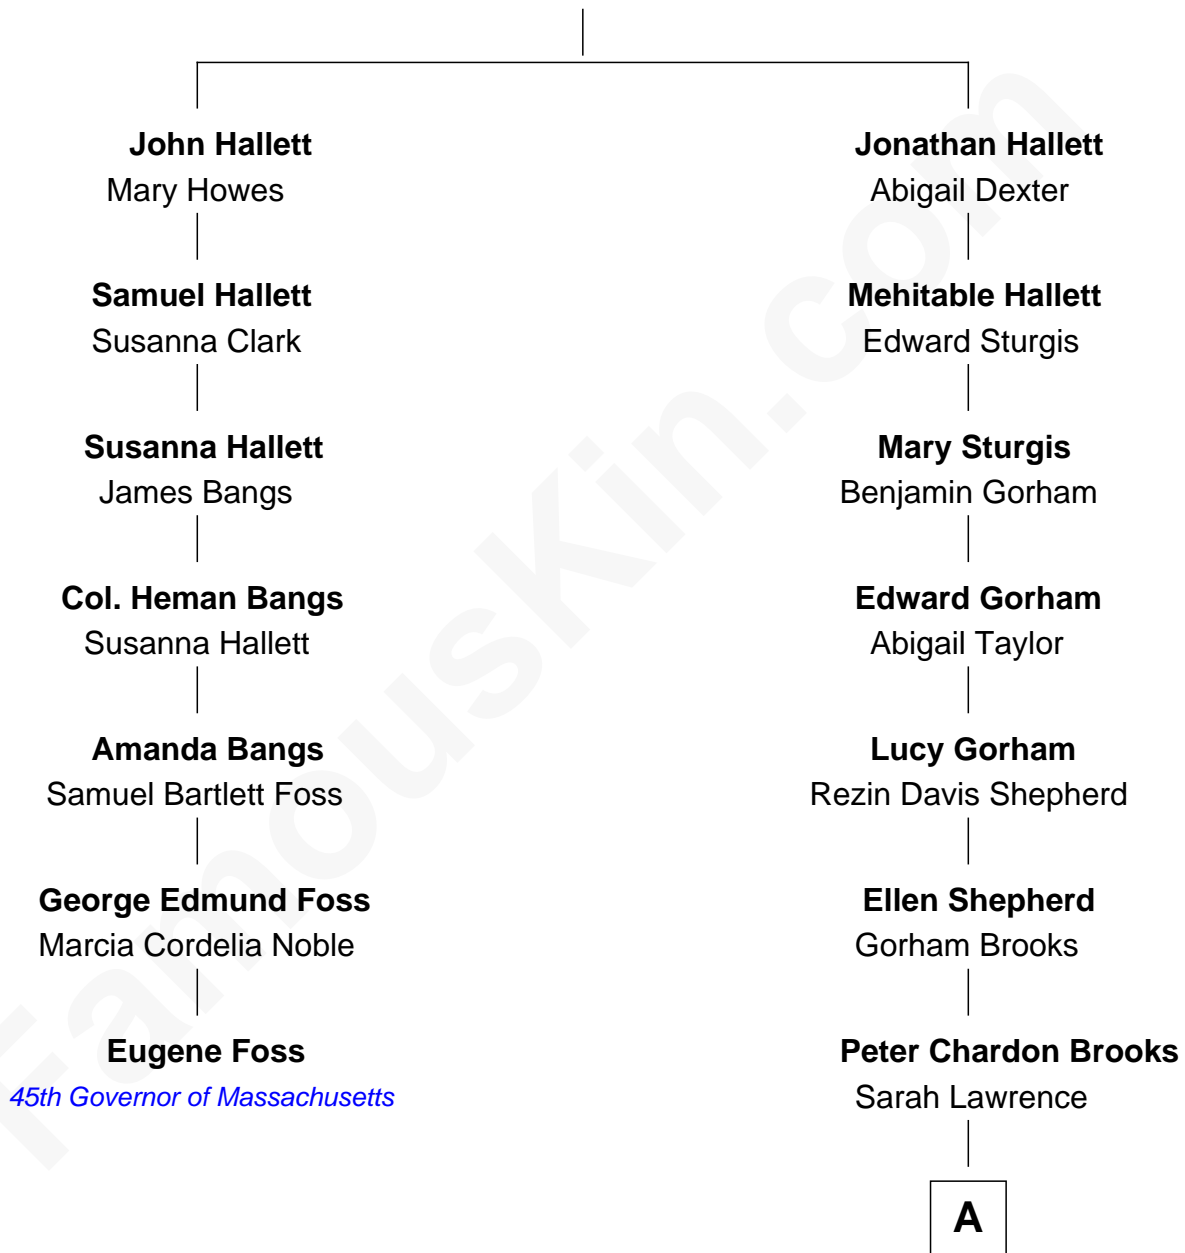 John Hallett
Mary Howes
Samuel Hallett
Susanna Clark
Susanna Hallett
James Bangs
Col. Heman Bangs
Susanna Hallett
Amanda Bangs
Samuel Bartlett Foss
George Edmund Foss
Marcia Cordelia Noble
Eugene Foss
45th Governor of Massachusetts
Jonathan Hallett
Abigail Dexter
Mehitable Hallett
Edward Sturgis
Mary Sturgis
Benjamin Gorham
Edward Gorham
Abigail Taylor
Lucy Gorham
Rezin Davis Shepherd
Ellen Shepherd
Gorham Brooks
Peter Chardon Brooks
Sarah Lawrence
A
FamousKin.com